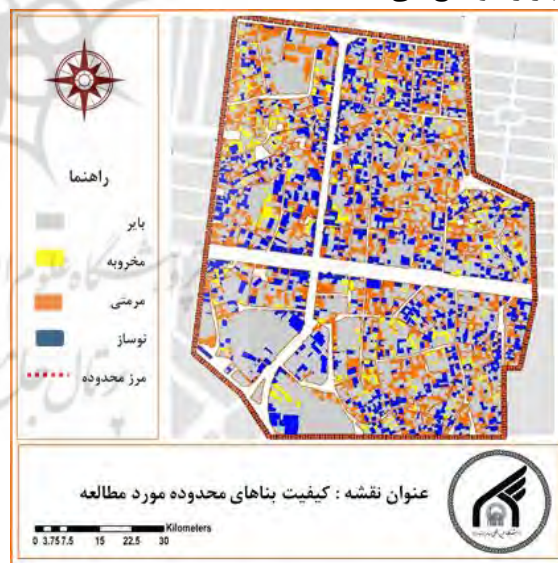 راهنما
بایر
مخروبه
مرمتی
نوساز
مرز محدوده
عنوان نقشه : کیفیت بناهای محدوده مورد مطالعه
Kilometers
0 3.75 7.5 15 22.5 30